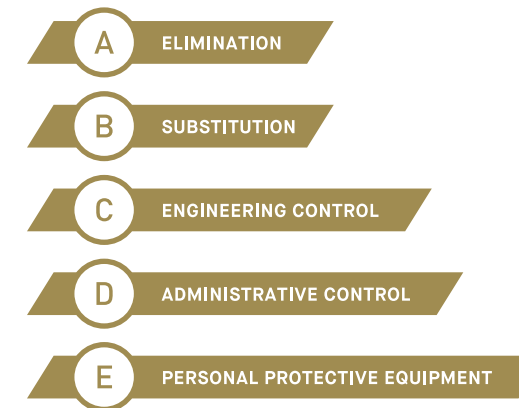 A ELIMINATION
B SUBSTITUTION
C ENGINEERING CONTROL
D ADMINISTRATIVE CONTROL
E PERSONAL PROTECTIVE EQUIPMENT